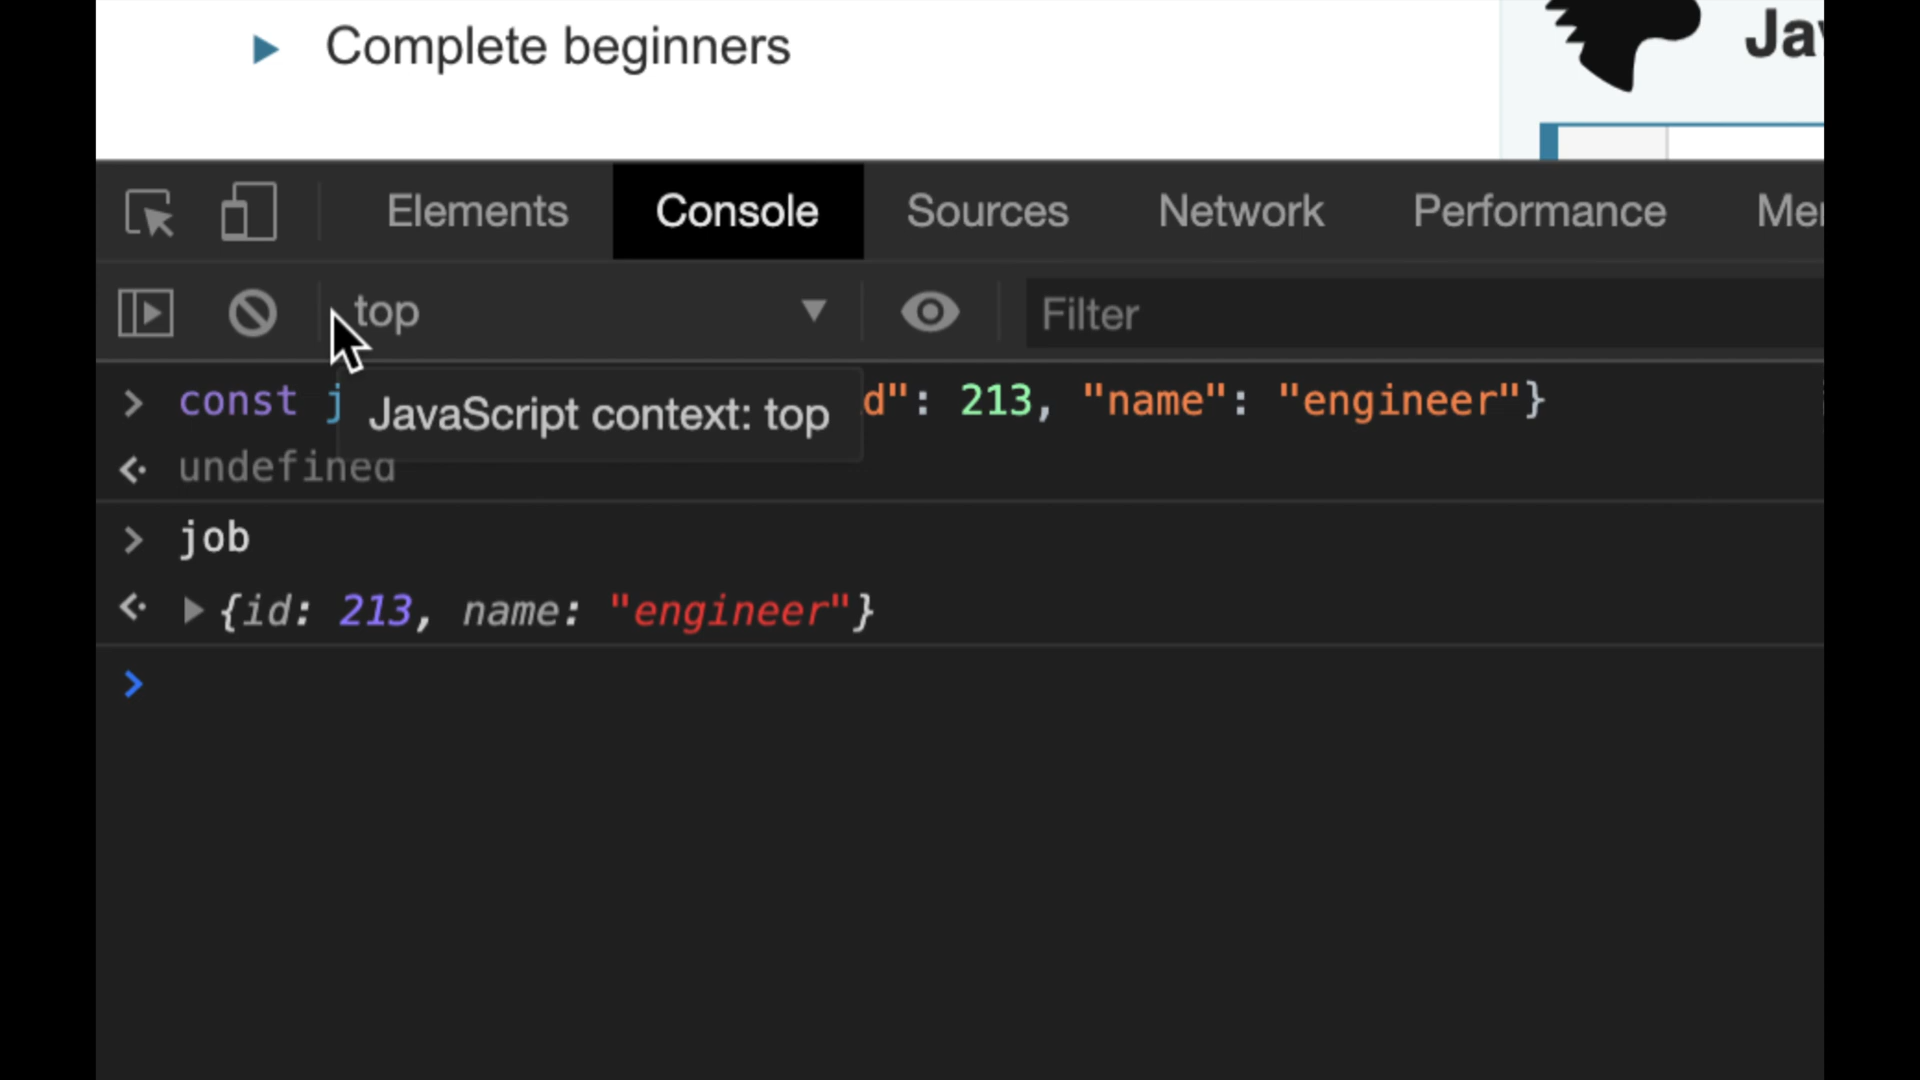 Complete beginners
Jav
Elements Console Sources Network Performance Me
top Filter
const j d": 213, "name": "engineer"}
JavaScript context: top
undefined
job
{id: 213, name: "engineer"}